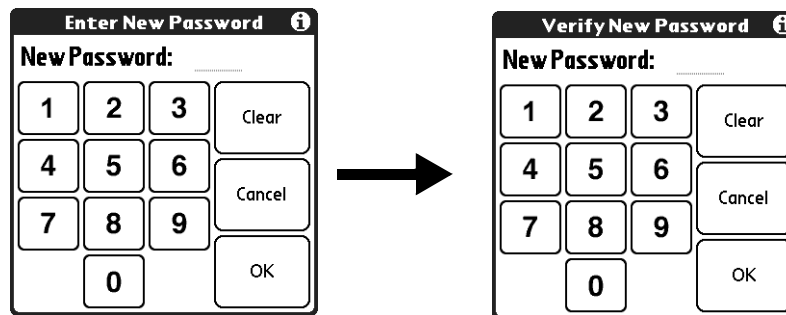 Enter New Password i
New Password:
1 2 3 Clear
4 5 6 Cancel
7 8 9
0 OK
Verify New Password i
New Password:
1 2 3 Clear
4 5 6 Cancel
7 8 9
0 OK